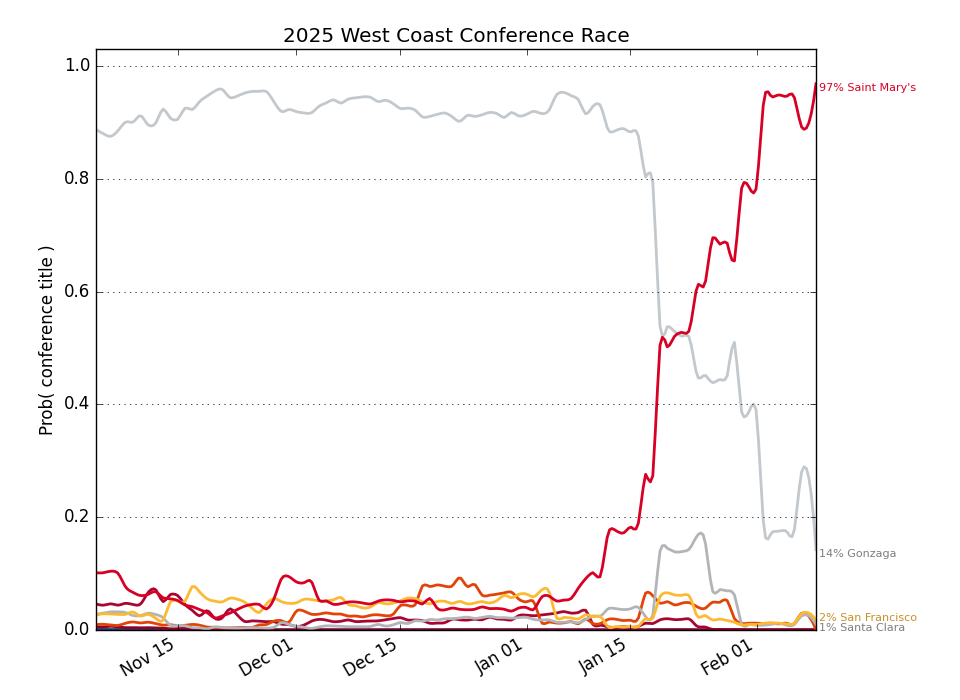 2025 West Coast Conference Race
Prob( conference title )
1.0
0.8
0.6
0.4
0.2
0.0
97% Saint Mary's
14% Gonzaga
2% San Francisco
1% Santa Clara
Nov 15
Dec 01
Dec 15
Jan 01
Jan 15
Feb 01